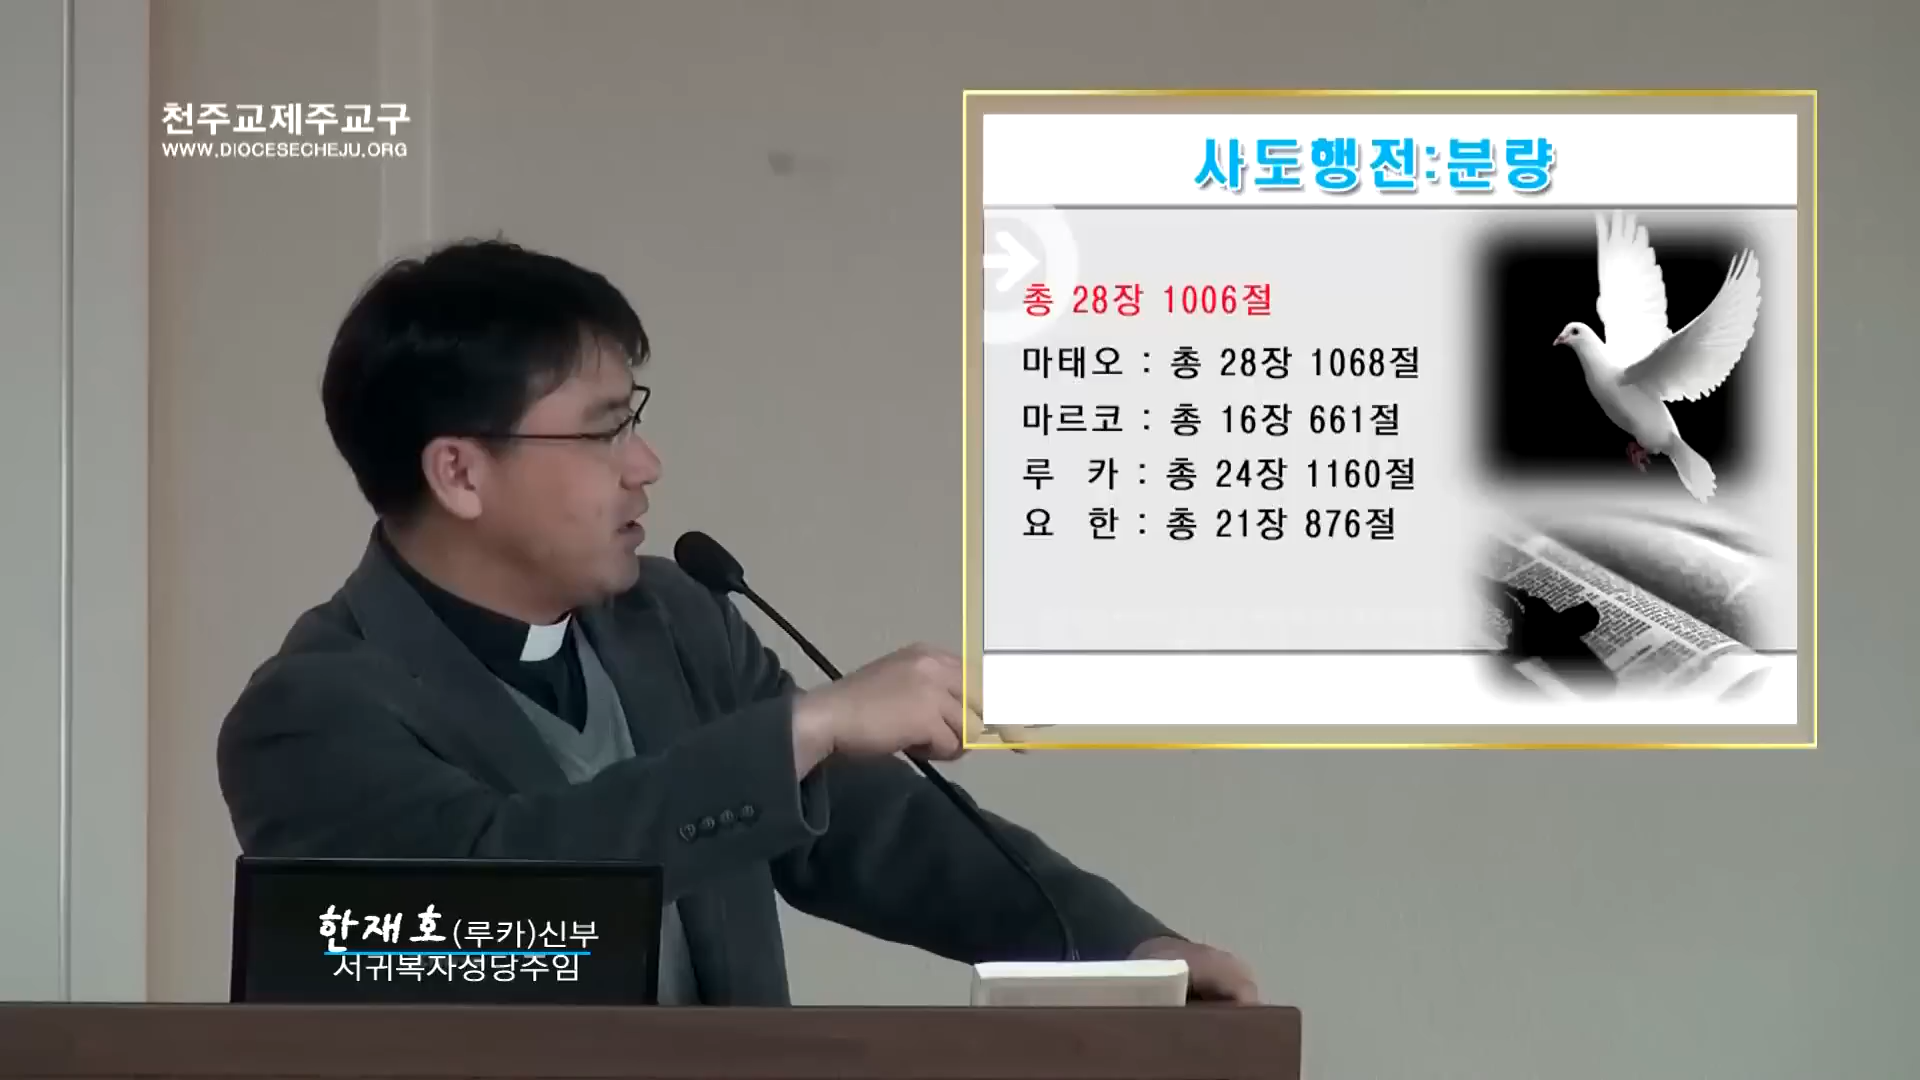 천주교제주교구
WWW.DIOCESECHEJU.ORG
사도행전:분량
총 28장 1006절
마태오 : 총 28장 1068절
마르코 : 총 16장 661절
루 카 : 총 24장 1160절
요 한 : 총 21장 876절
한재호(루카)신부
서귀복자성당주임